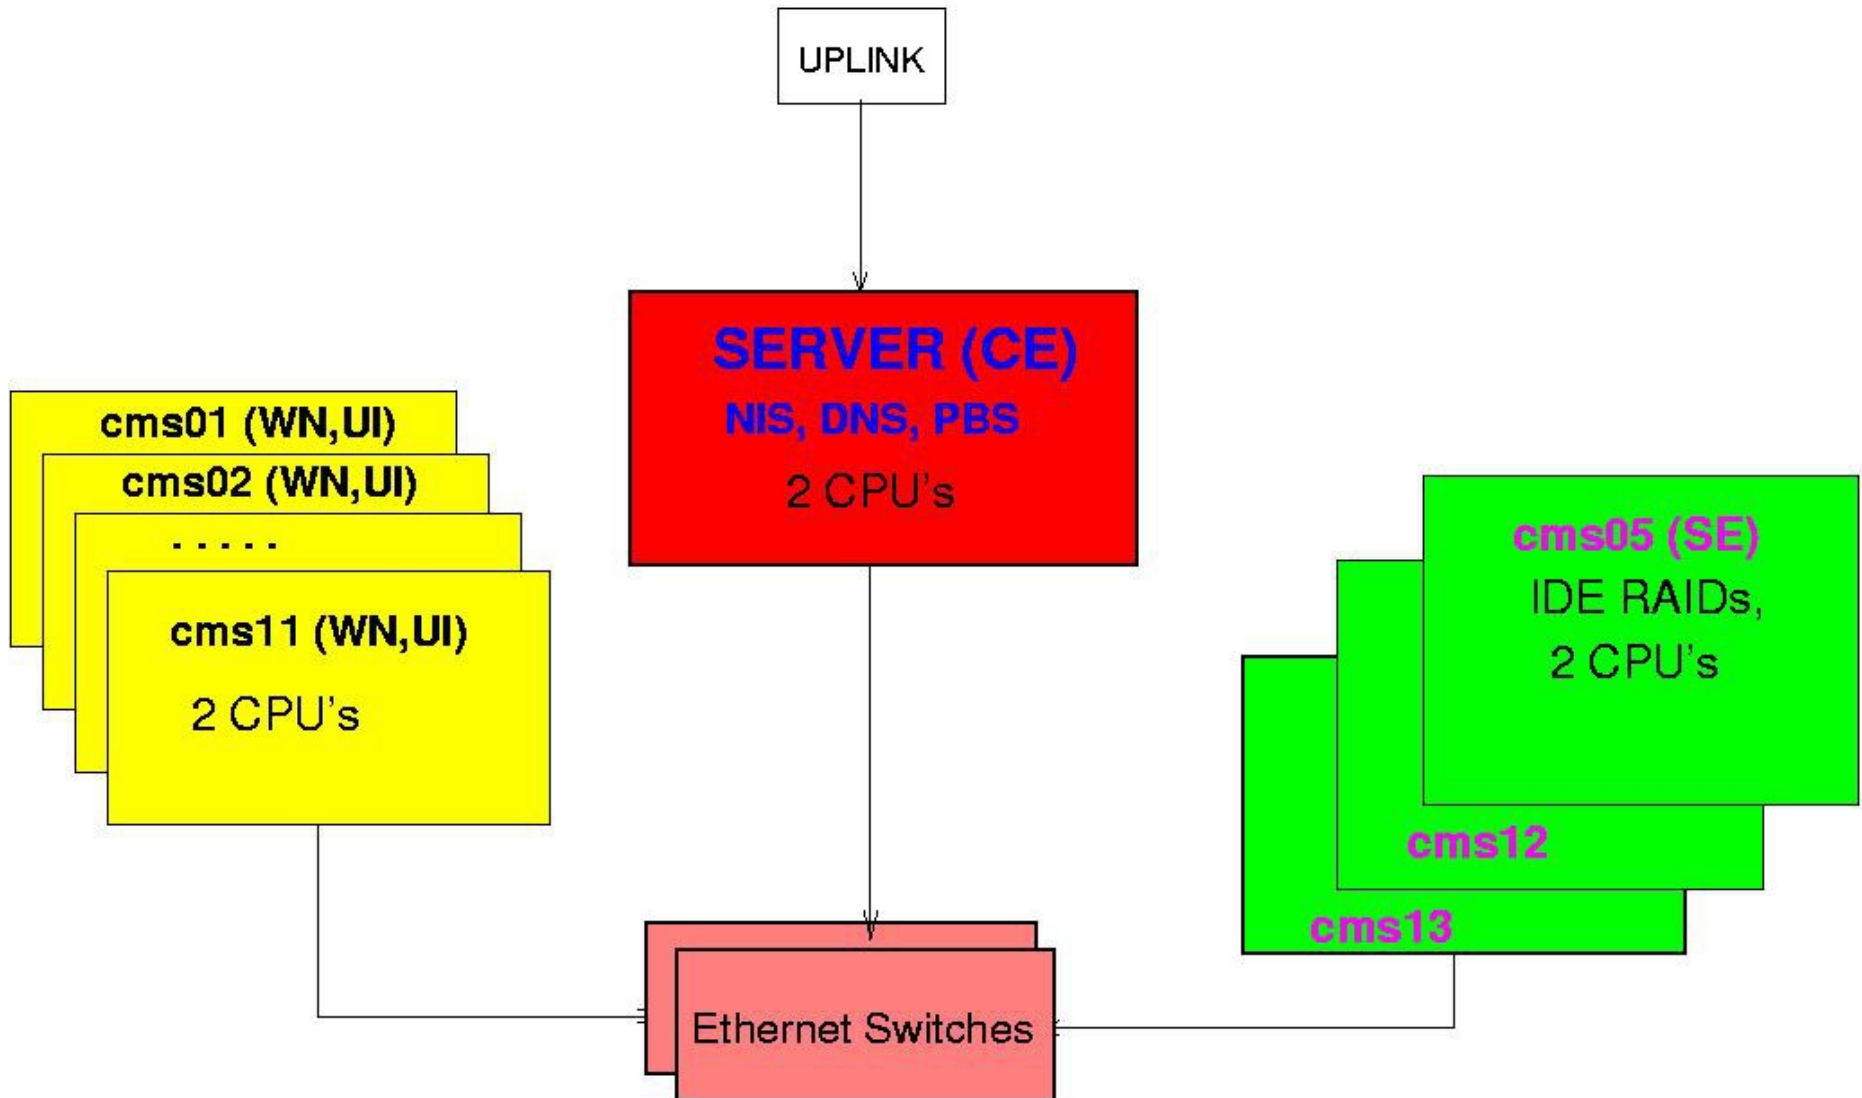 UPLINK
SERVER (CE)
NIS, DNS, PBS
2 CPU's
cms01 (WN,UI)
cms02 (WN,UI)
.....
cms11 (WN,UI)
2 CPU's
cms05 (SE)
IDE RAIDs,
2 CPU's
cms12
cms13
Ethernet Switches